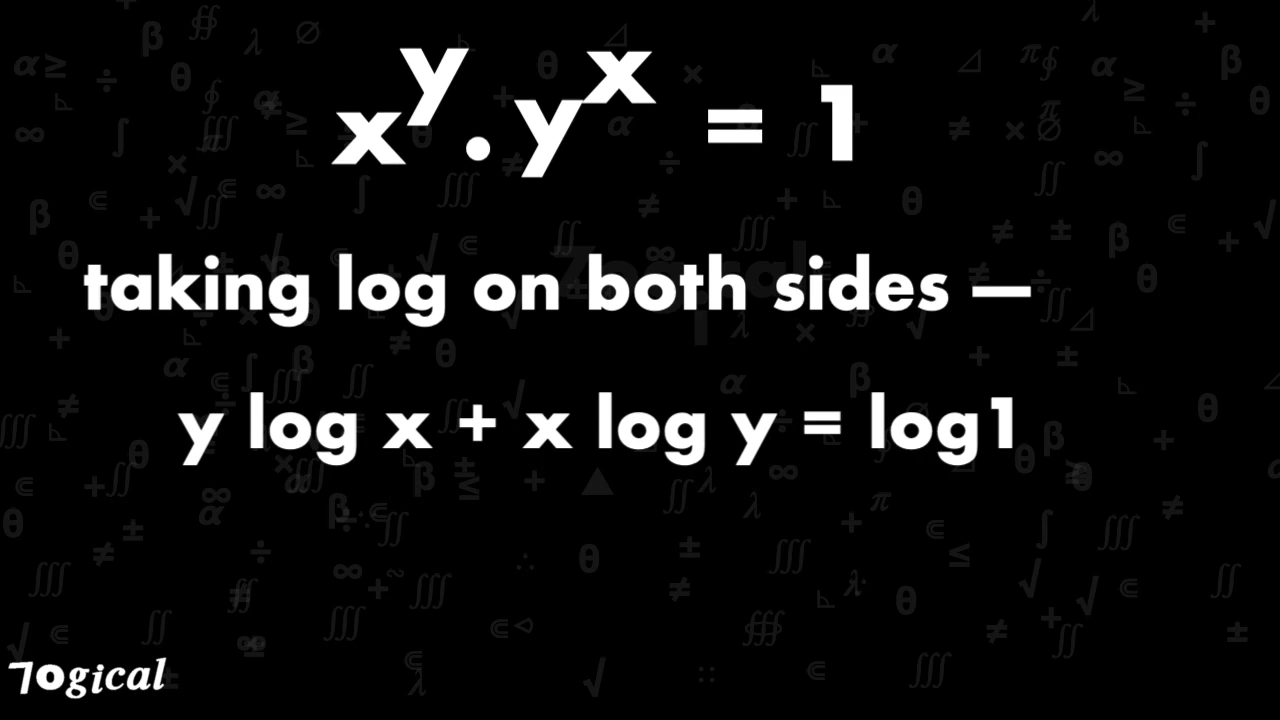 x^y . y^x = 1
taking log on both sides —
y log x + x log y = log1
7ogical